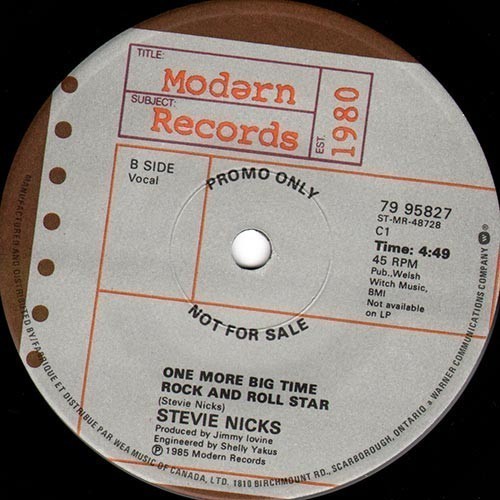 TITLE:
Modərn
SUBJECT:
Records
EST.
1980
B SIDE
Vocal
PROMO ONLY
79 95827
ST-MR-48728
C1
Time: 4:49
45 RPM
Pub., Welsh
Witch Music,
BMI
Not available
on LP
NOT FOR SALE
ONE MORE BIG TIME
ROCK AND ROLL STAR
(Stevie Nicks)
STEVIE NICKS
Produced by Jimmy Iovine
Engineered by Shelly Yakus
Ⓟ 1985 Modern Records
MANUFACTURED AND DISTRIBUTED BY/FABRIQUE ET DISTRIBUE PAR WEA MUSIC OF CANADA, LTD. 1810 BIRCHMOUNT RD., SCARBOROUGH, ONTARIO a WARNER COMMUNICATIONS COMPANY